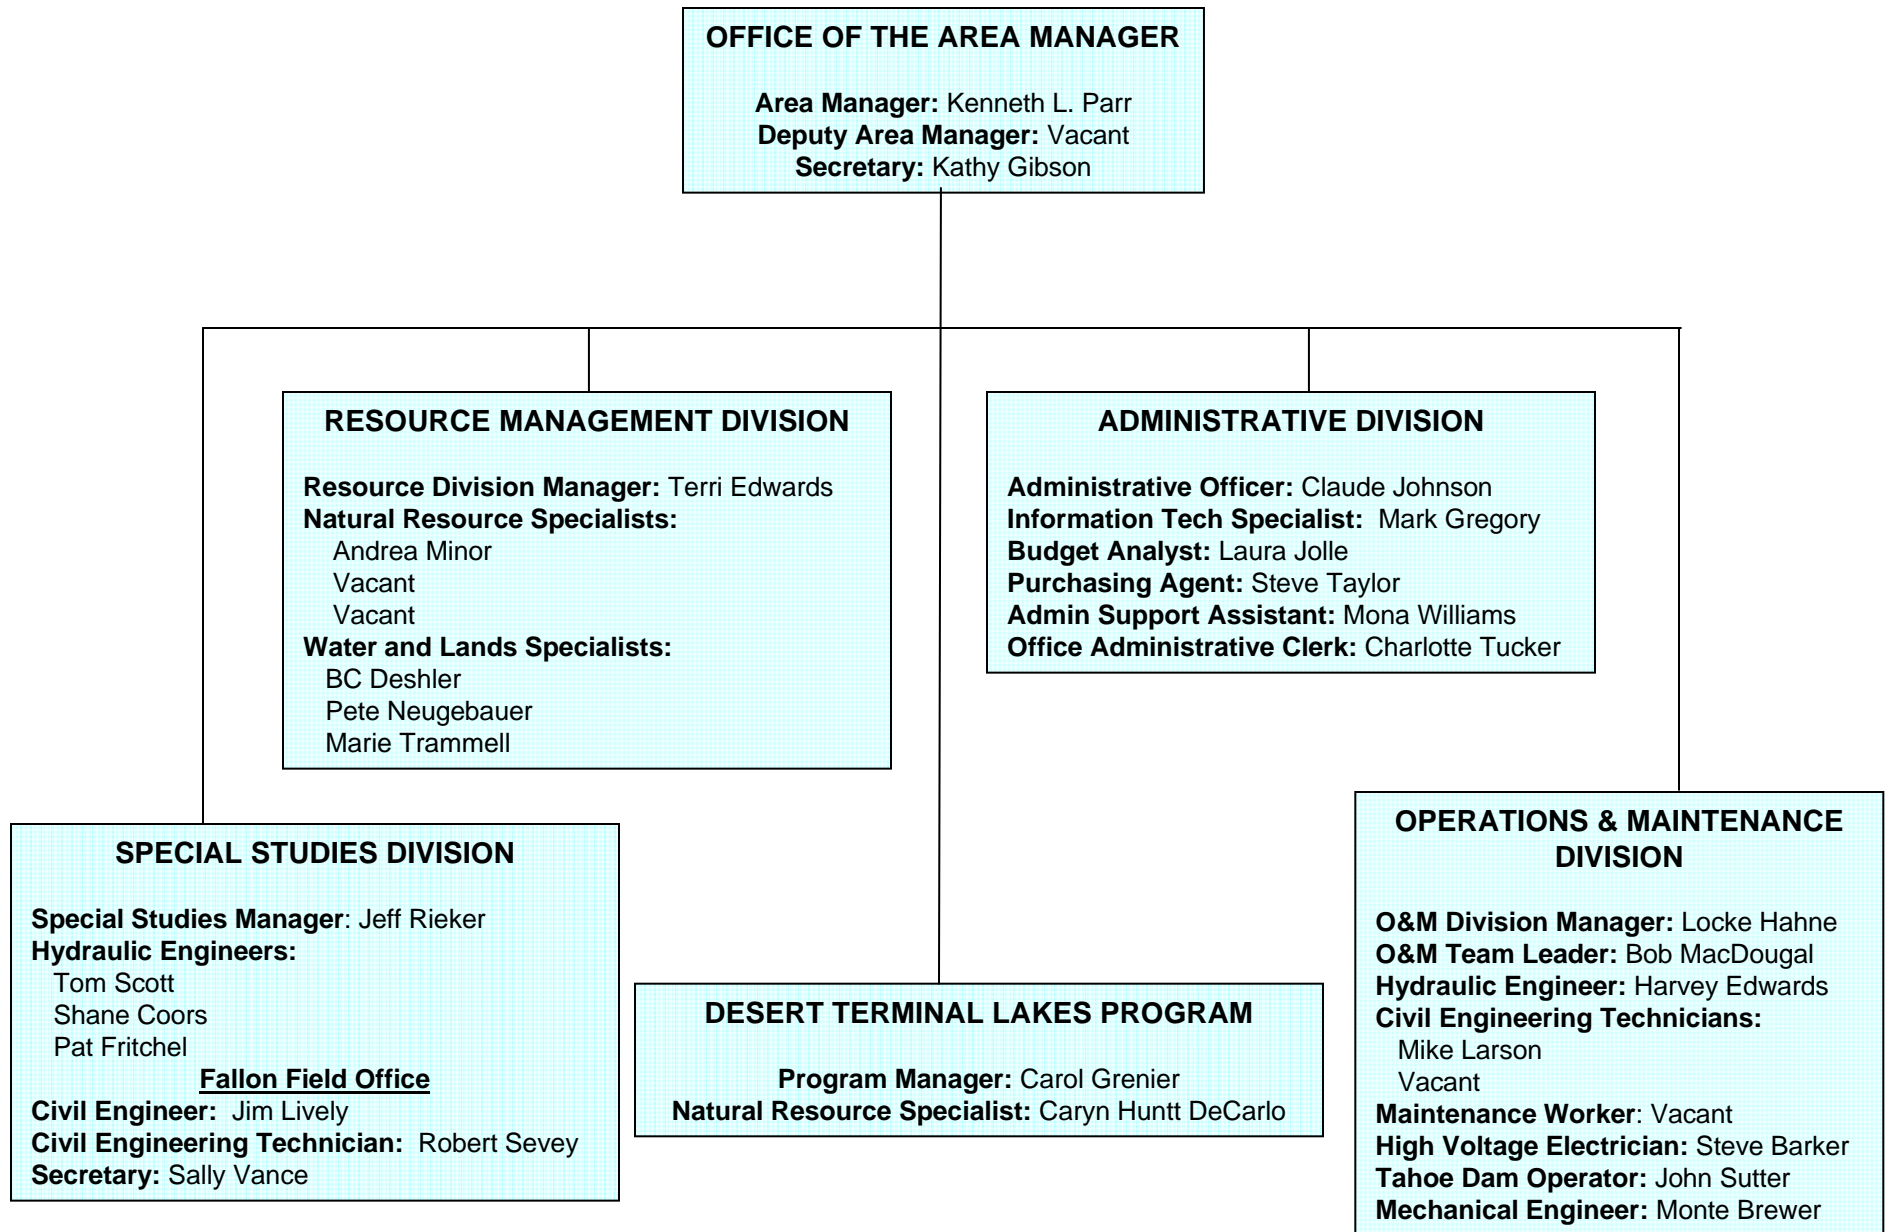 OFFICE OF THE AREA MANAGER
Area Manager: Kenneth L. Parr
Deputy Area Manager: Vacant
Secretary: Kathy Gibson
RESOURCE MANAGEMENT DIVISION
Resource Division Manager: Terri Edwards
Natural Resource Specialists:
Andrea Minor
Vacant
Vacant
Water and Lands Specialists:
BC Deshler
Pete Neugebauer
Marie Trammell
ADMINISTRATIVE DIVISION
Administrative Officer: Claude Johnson
Information Tech Specialist: Mark Gregory
Budget Analyst: Laura Jolle
Purchasing Agent: Steve Taylor
Admin Support Assistant: Mona Williams
Office Administrative Clerk: Charlotte Tucker
SPECIAL STUDIES DIVISION
Special Studies Manager: Jeff Rieker
Hydraulic Engineers:
Tom Scott
Shane Coors
Pat Fritchel
Fallon Field Office
Civil Engineer: Jim Lively
Civil Engineering Technician: Robert Sevey
Secretary: Sally Vance
DESERT TERMINAL LAKES PROGRAM
Program Manager: Carol Grenier
Natural Resource Specialist: Caryn Huntt DeCarlo
OPERATIONS & MAINTENANCE
DIVISION
O&M Division Manager: Locke Hahne
O&M Team Leader: Bob MacDougal
Hydraulic Engineer: Harvey Edwards
Civil Engineering Technicians:
Mike Larson
Vacant
Maintenance Worker: Vacant
High Voltage Electrician: Steve Barker
Tahoe Dam Operator: John Sutter
Mechanical Engineer: Monte Brewer